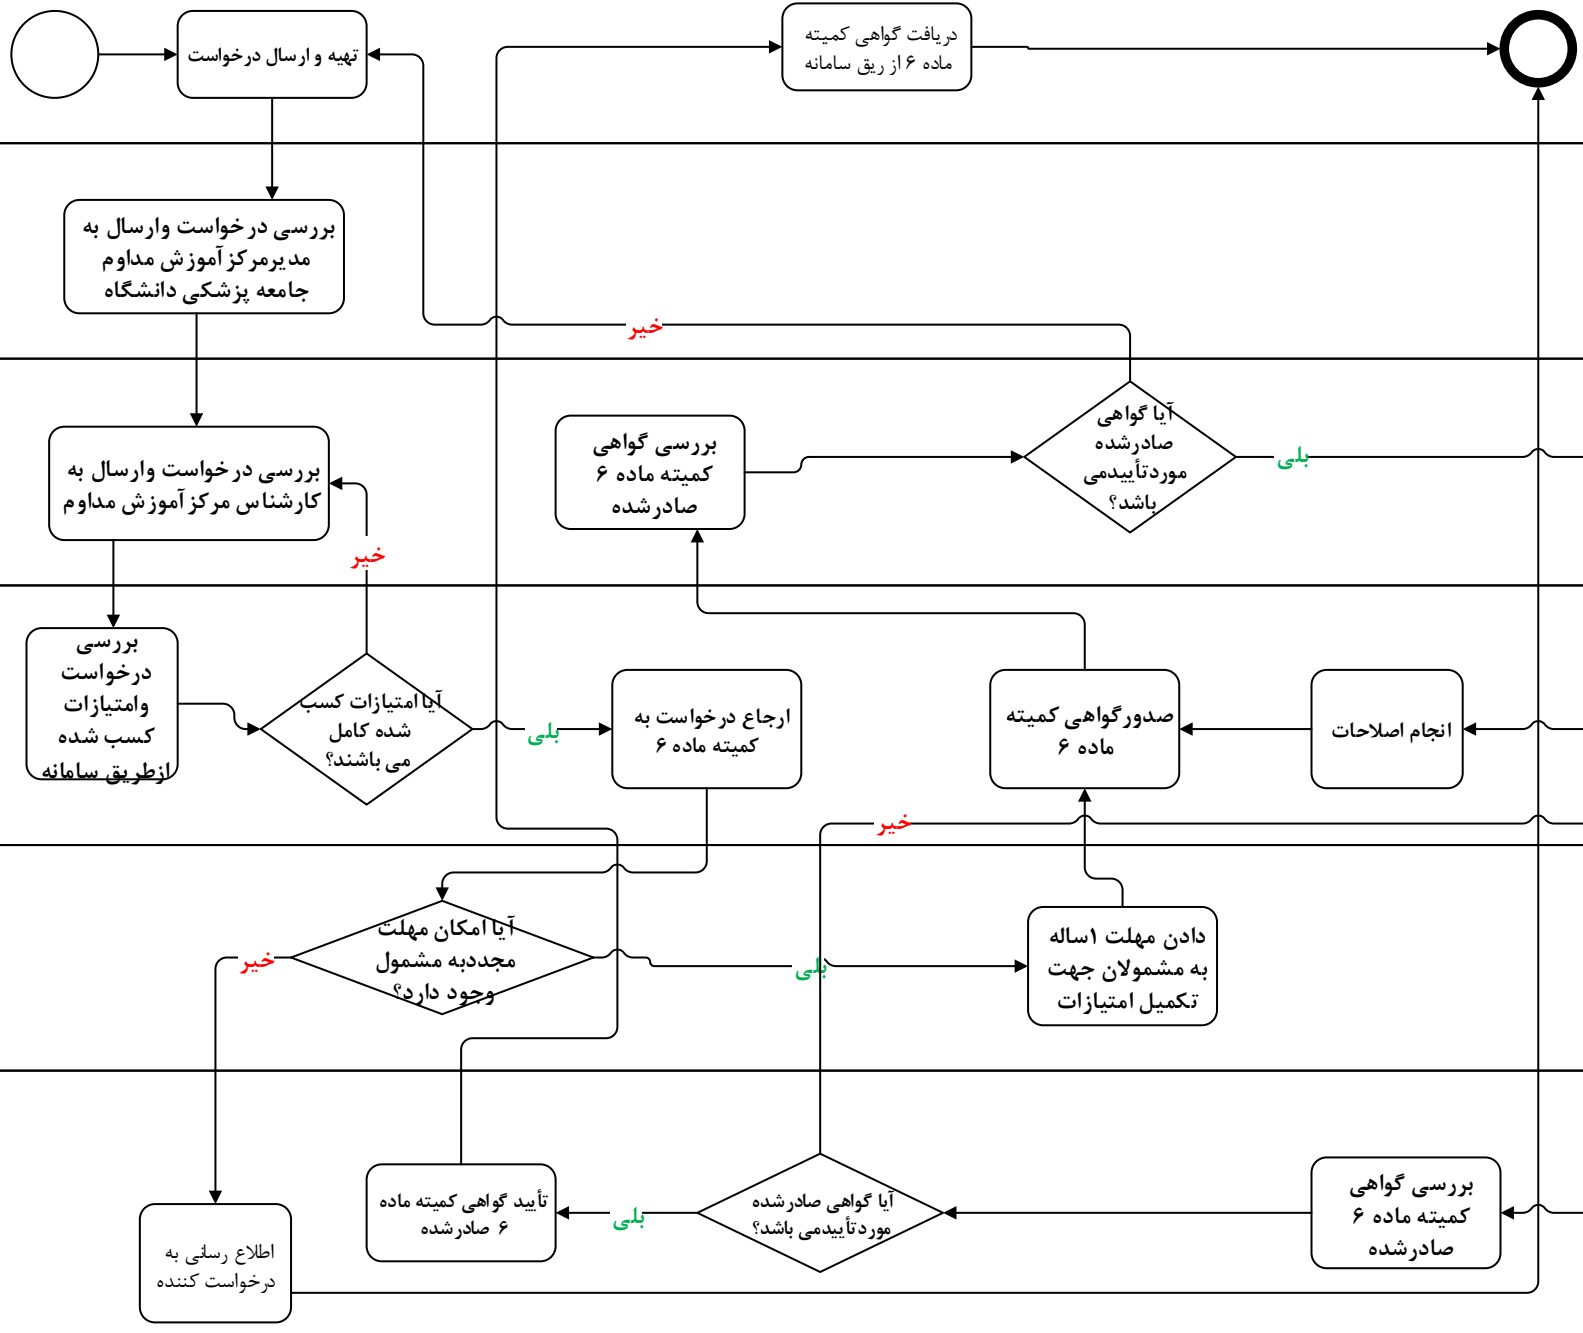 تهیه و ارسال درخواست
دریافت گواهی کمیته
ماده ۶ از ریق سامانه
بررسی درخواست وارسال به
مدیرمرکزآموزش مداوم
جامعه پزشکی دانشگاه
خیر
بررسی درخواست وارسال به
کارشناس مرکزآموزش مداوم
خیر
بررسی گواهی
کمیته ماده ۶
صادرشده
آیا گواهی
صادرشده
موردتأییدمی
باشد؟
بلی
بررسی
درخواست
وامتیازات
کسب شده
ازطریق سامانه
آیا امتیازات کسب
شده کامل
می باشند؟
بلی
ارجاع درخواست به
کمیته ماده ۶
صدورگواهی کمیته
ماده ۶
انجام اصلاحات
خیر
آیا امکان مهلت
مجددبه مشمول
وجود دارد؟
خیر
بلی
دادن مهلت ۱ساله
به مشمولان جهت
تکمیل امتیازات
اطلاع رسانی به
درخواست کننده
تأیید گواهی کمیته ماده
۶ صادرشده
بلی
آیا گواهی صادرشده
موردتأییدمی باشد؟
بررسی گواهی
کمیته ماده ۶
صادرشده